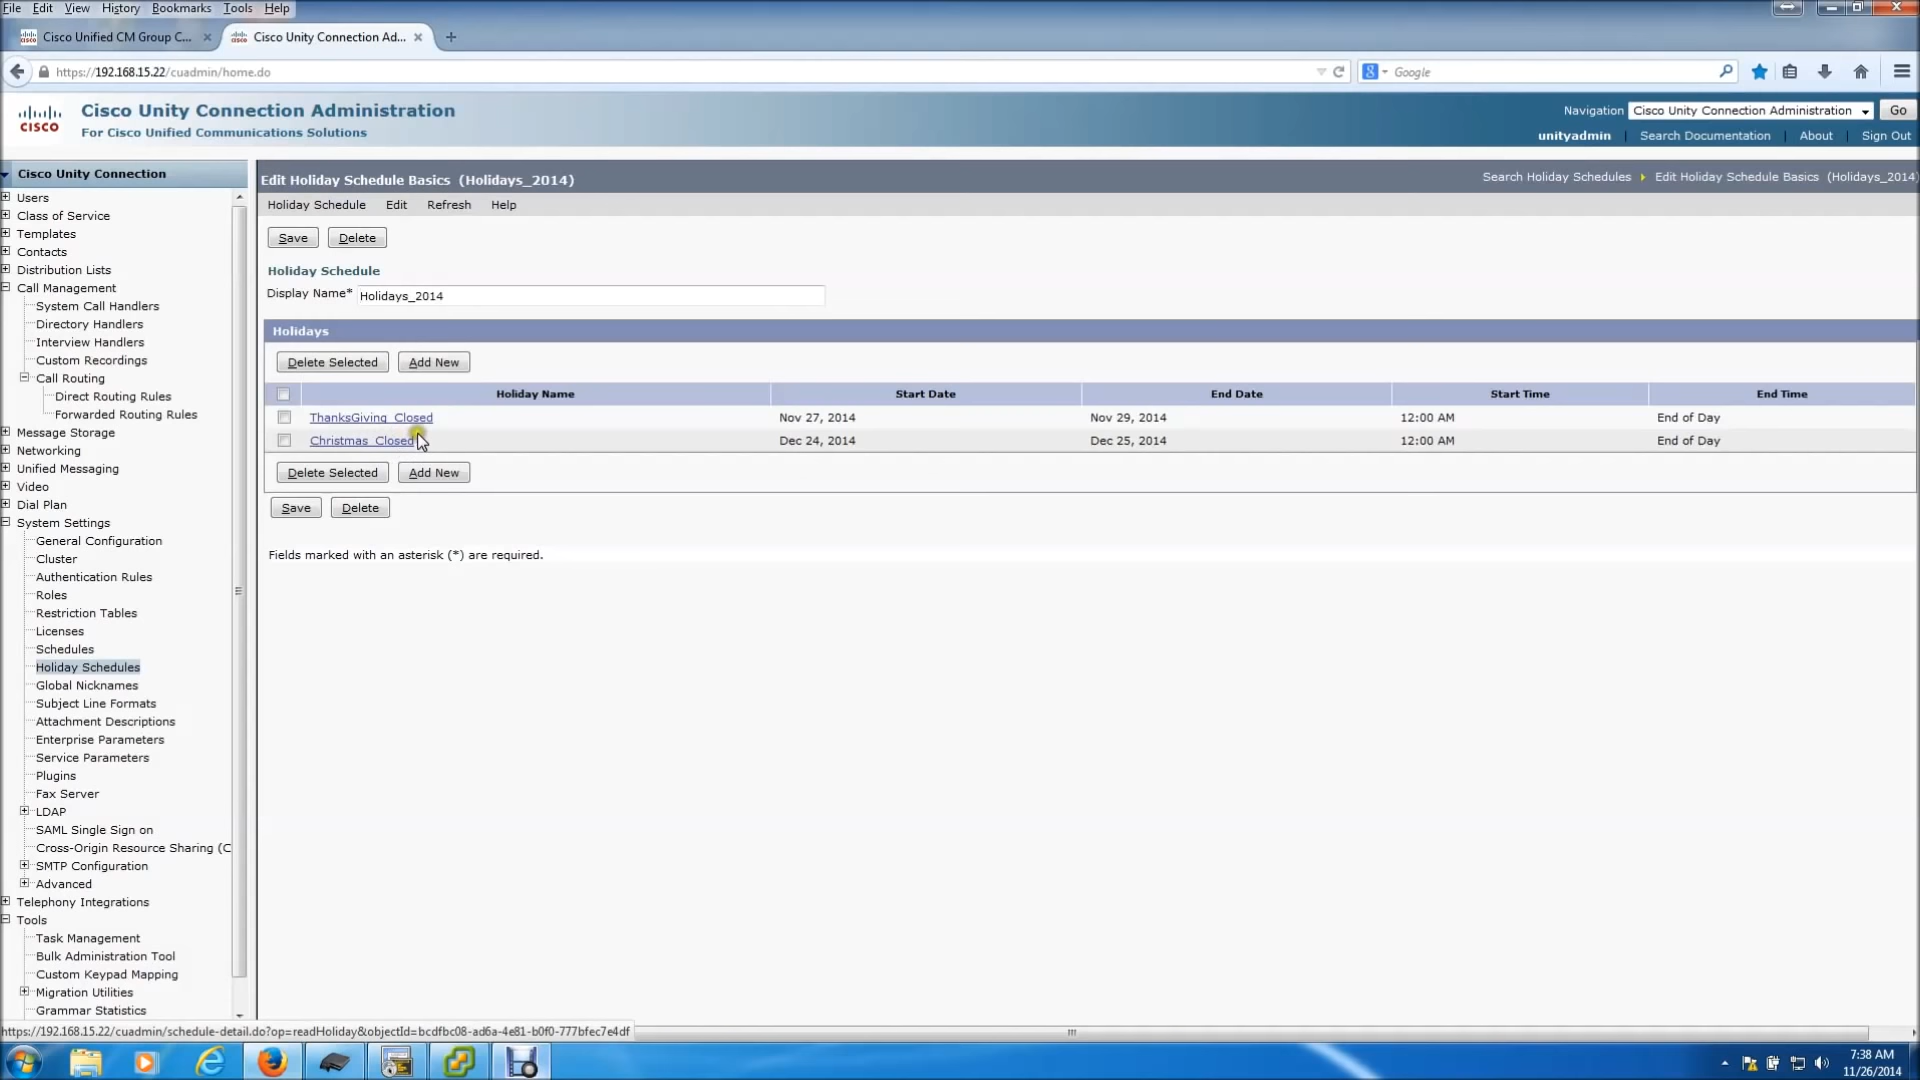 File Edit View History Bookmarks Tools Help
Cisco Unified CM Group C... × Cisco Unity Connection Ad... × +
https://192.168.15.22/cuadmin/home.do Google
CISCO
Cisco Unity Connection Administration
For Cisco Unified Communications Solutions
Navigation Cisco Unity Connection Administration Go
unityadmin | Search Documentation | About | Sign Out
Cisco Unity Connection
Users
Class of Service
Templates
Contacts
Distribution Lists
Call Management
System Call Handlers
Directory Handlers
Interview Handlers
Custom Recordings
Call Routing
Direct Routing Rules
Forwarded Routing Rules
Message Storage
Networking
Unified Messaging
Video
Dial Plan
System Settings
General Configuration
Cluster
Authentication Rules
Roles
Restriction Tables
Licenses
Schedules
Holiday Schedules
Global Nicknames
Subject Line Formats
Attachment Descriptions
Enterprise Parameters
Service Parameters
Plugins
Fax Server
LDAP
SAML Single Sign on
Cross-Origin Resource Sharing (C
SMTP Configuration
Advanced
Telephony Integrations
Tools
Task Management
Bulk Administration Tool
Custom Keypad Mapping
Migration Utilities
Grammar Statistics
Edit Holiday Schedule Basics (Holidays_2014)
Search Holiday Schedules Edit Holiday Schedule Basics (Holidays_2014)
Holiday Schedule Edit Refresh Help
Save Delete
Holiday Schedule
Display Name* Holidays_2014
Holidays
Delete Selected Add New
Holiday Name Start Date End Date Start Time End Time
ThanksGiving_Closed Nov 27, 2014 Nov 29, 2014 12:00 AM End of Day
Christmas_Closed Dec 24, 2014 Dec 25, 2014 12:00 AM End of Day
Delete Selected Add New
Save Delete
Fields marked with an asterisk (*) are required.
https://192.168.15.22/cuadmin/schedule-detail.do?op=readHoliday&objectId=bcdfbc08-ad6a-4e81-b0f0-777bfec7e4df
7:38 AM
11/26/2014